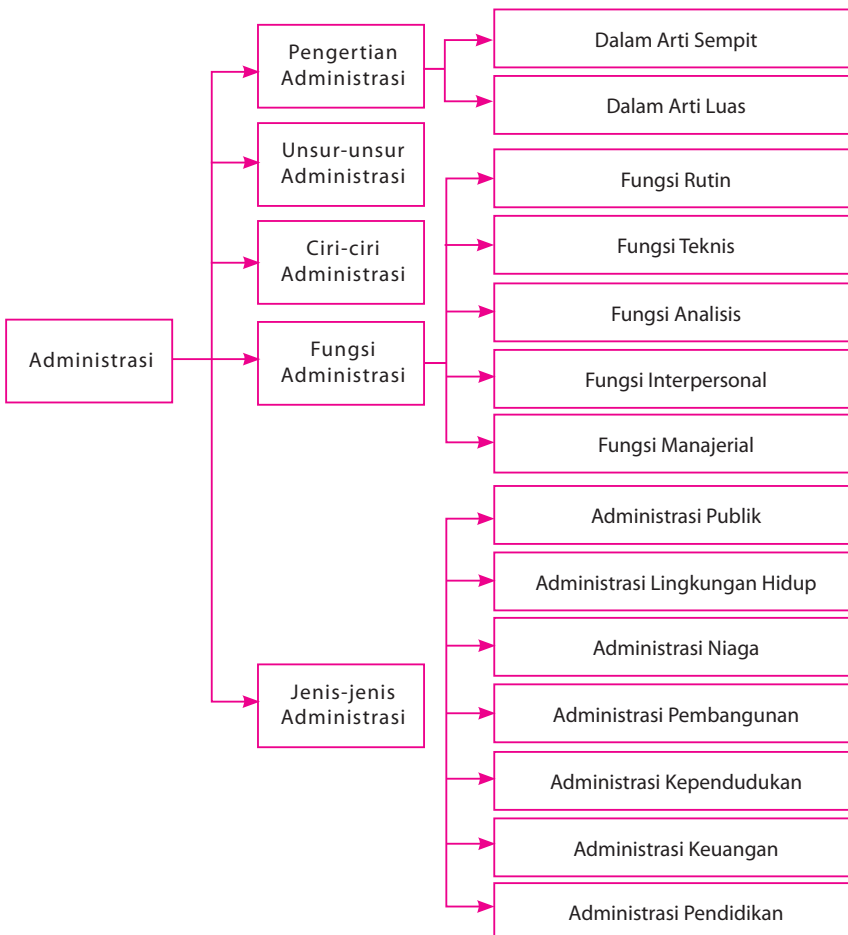 Administrasi
Pengertian
Administrasi
Dalam Arti Sempit
Dalam Arti Luas
Unsur-unsur
Administrasi
Ciri-ciri
Administrasi
Fungsi
Administrasi
Fungsi Rutin
Fungsi Teknis
Fungsi Analisis
Fungsi Interpersonal
Fungsi Manajerial
Jenis-jenis
Administrasi
Administrasi Publik
Administrasi Lingkungan Hidup
Administrasi Niaga
Administrasi Pembangunan
Administrasi Kependudukan
Administrasi Keuangan
Administrasi Pendidikan